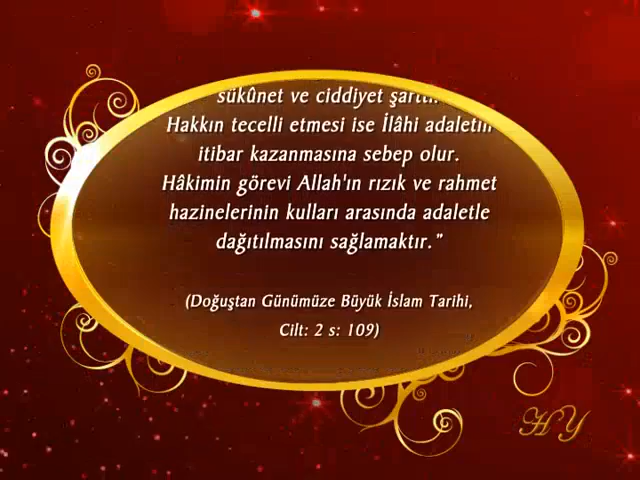 sükûnet ve ciddiyet şarttır.
Hakkın tecelli etmesi ise İlâhi adaletin
itibar kazanmasına sebep olur.
Hâkimin görevi Allah'ın rızık ve rahmet
hazinelerinin kulları arasında adaletle
dağıtılmasını sağlamaktır."
(Doğuştan Günümüze Büyük İslam Tarihi,
Cilt: 2 s: 109)
HY